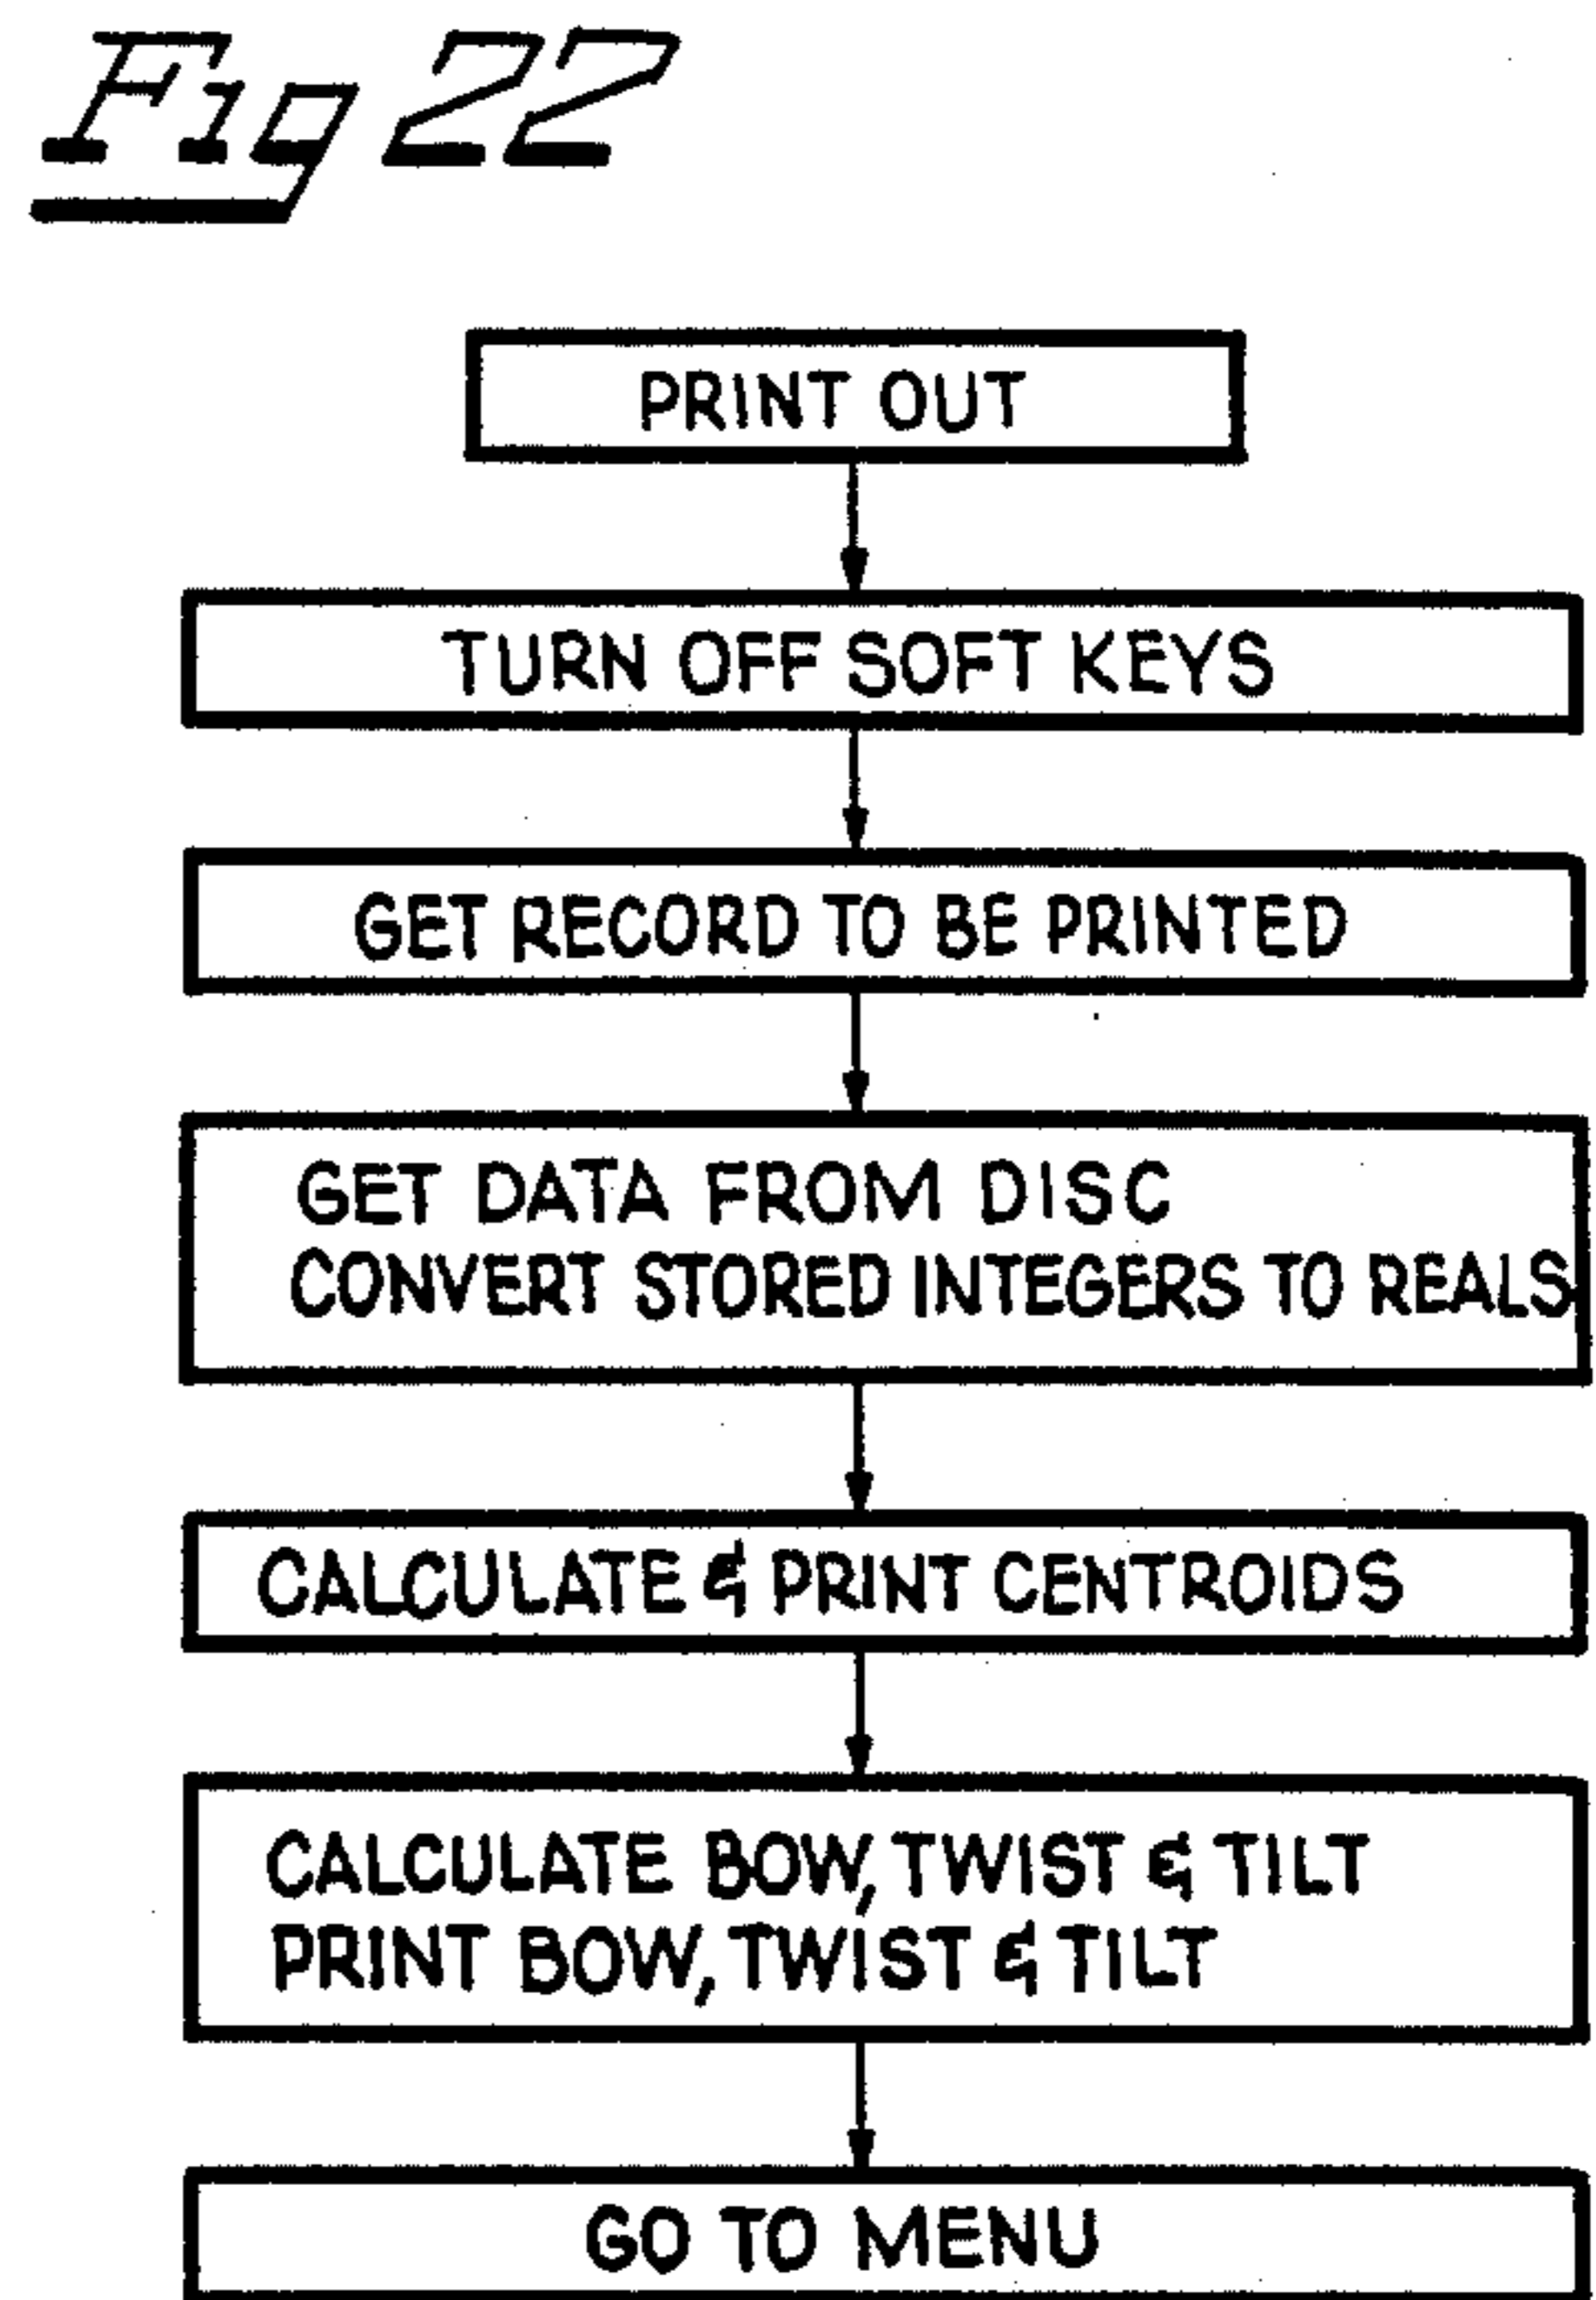 Fig 22
PRINT OUT
TURN OFF SOFT KEYS
GET RECORD TO BE PRINTED
GET DATA FROM DISC
CONVERT STORED INTEGERS TO REALS
CALCULATE & PRINT CENTROIDS
CALCULATE BOW, TWIST & TILT
PRINT BOW, TWIST & TILT
GO TO MENU